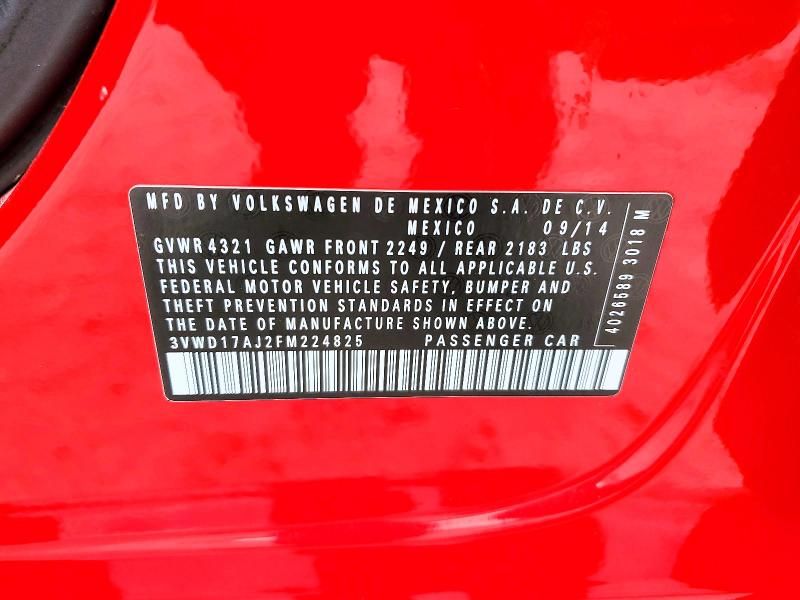 MFD BY VOLKSWAGEN DE MEXICO S.A. DE C.V.
MEXICO 09/14
GVWR 4321 GAWR FRONT 2249 / REAR 2183 LBS
THIS VEHICLE CONFORMS TO ALL APPLICABLE U.S.
FEDERAL MOTOR VEHICLE SAFETY, BUMPER AND
THEFT PREVENTION STANDARDS IN EFFECT ON
THE DATE OF MANUFACTURE SHOWN ABOVE.
3VWD17AJ2FM224825 PASSENGER CAR
4026589 3018 M